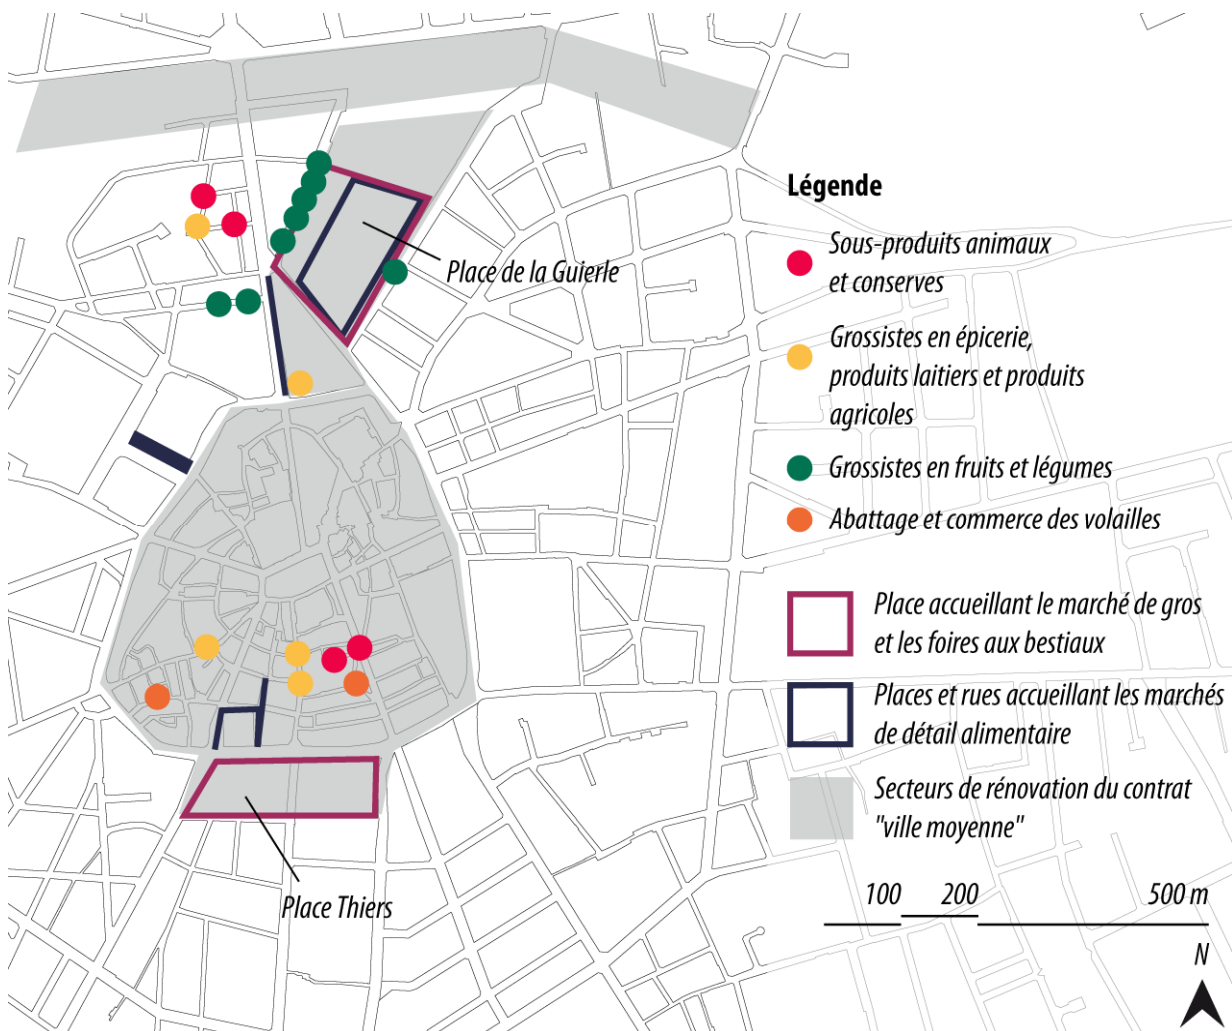 Légende
Sous-produits animaux
et conserves
Place de la Guierle
Grossistes en épicerie,
produits laitiers et produits
agricoles
Grossistes en fruits et légumes
Abattage et commerce des volailles
Place accueillant le marché de gros
et les foires aux bestiaux
Places et rues accueillant les marchés
de détail alimentaire
Secteurs de rénovation du contrat
"ville moyenne"
Place Thiers
100 200 500 m
N